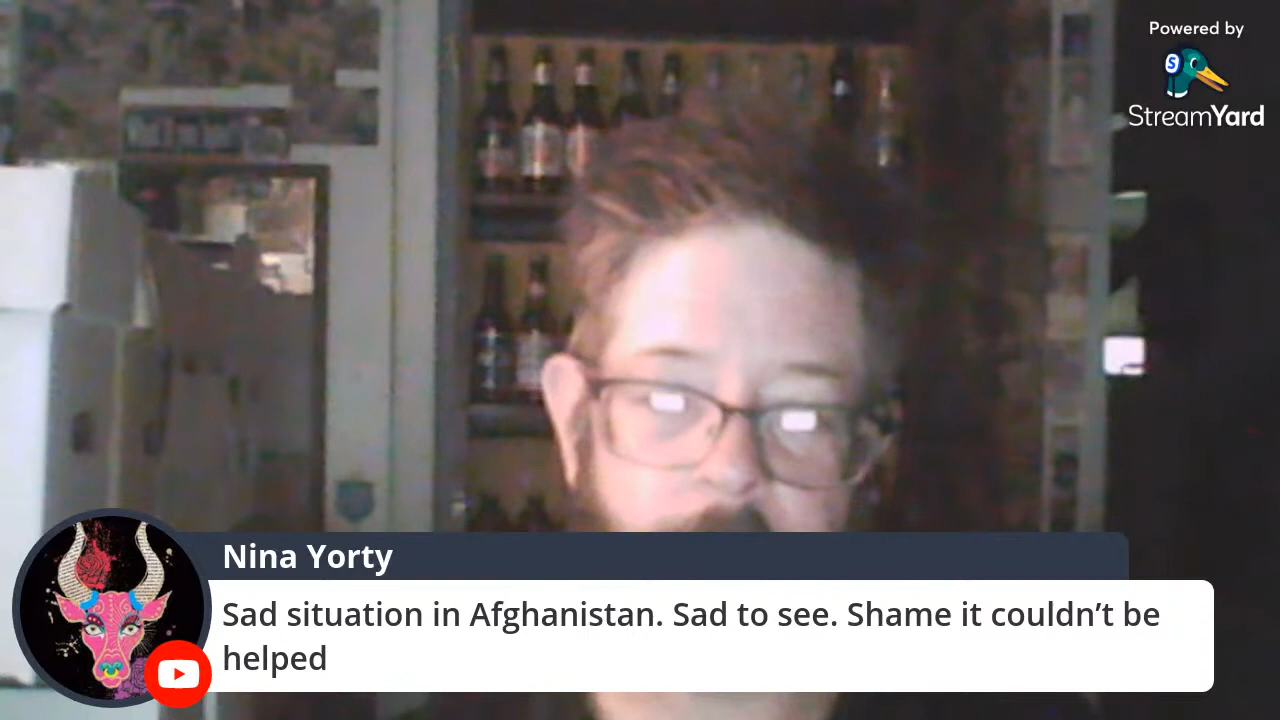 Powered by
StreamYard
Nina Yorty
Sad situation in Afghanistan. Sad to see. Shame it couldn’t be
helped